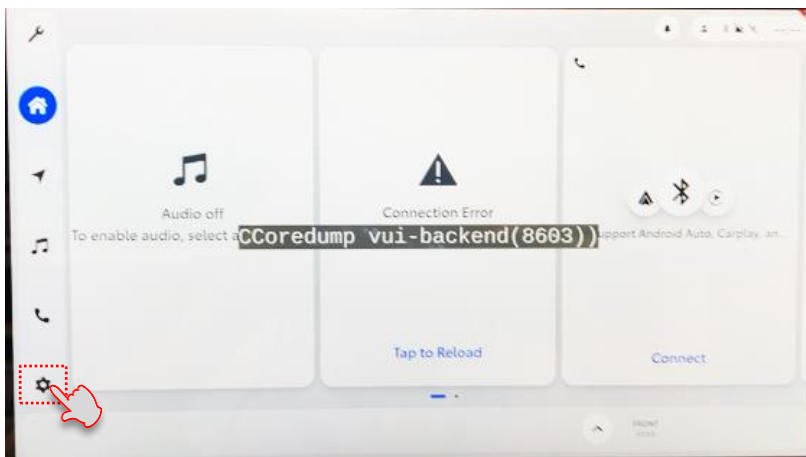 Audio off
To enable audio, select a
Connection Error
CCoredump vui-backend(8603))
upport Android Auto, Carplay, an...
Tap to Reload
Connect
FRONT